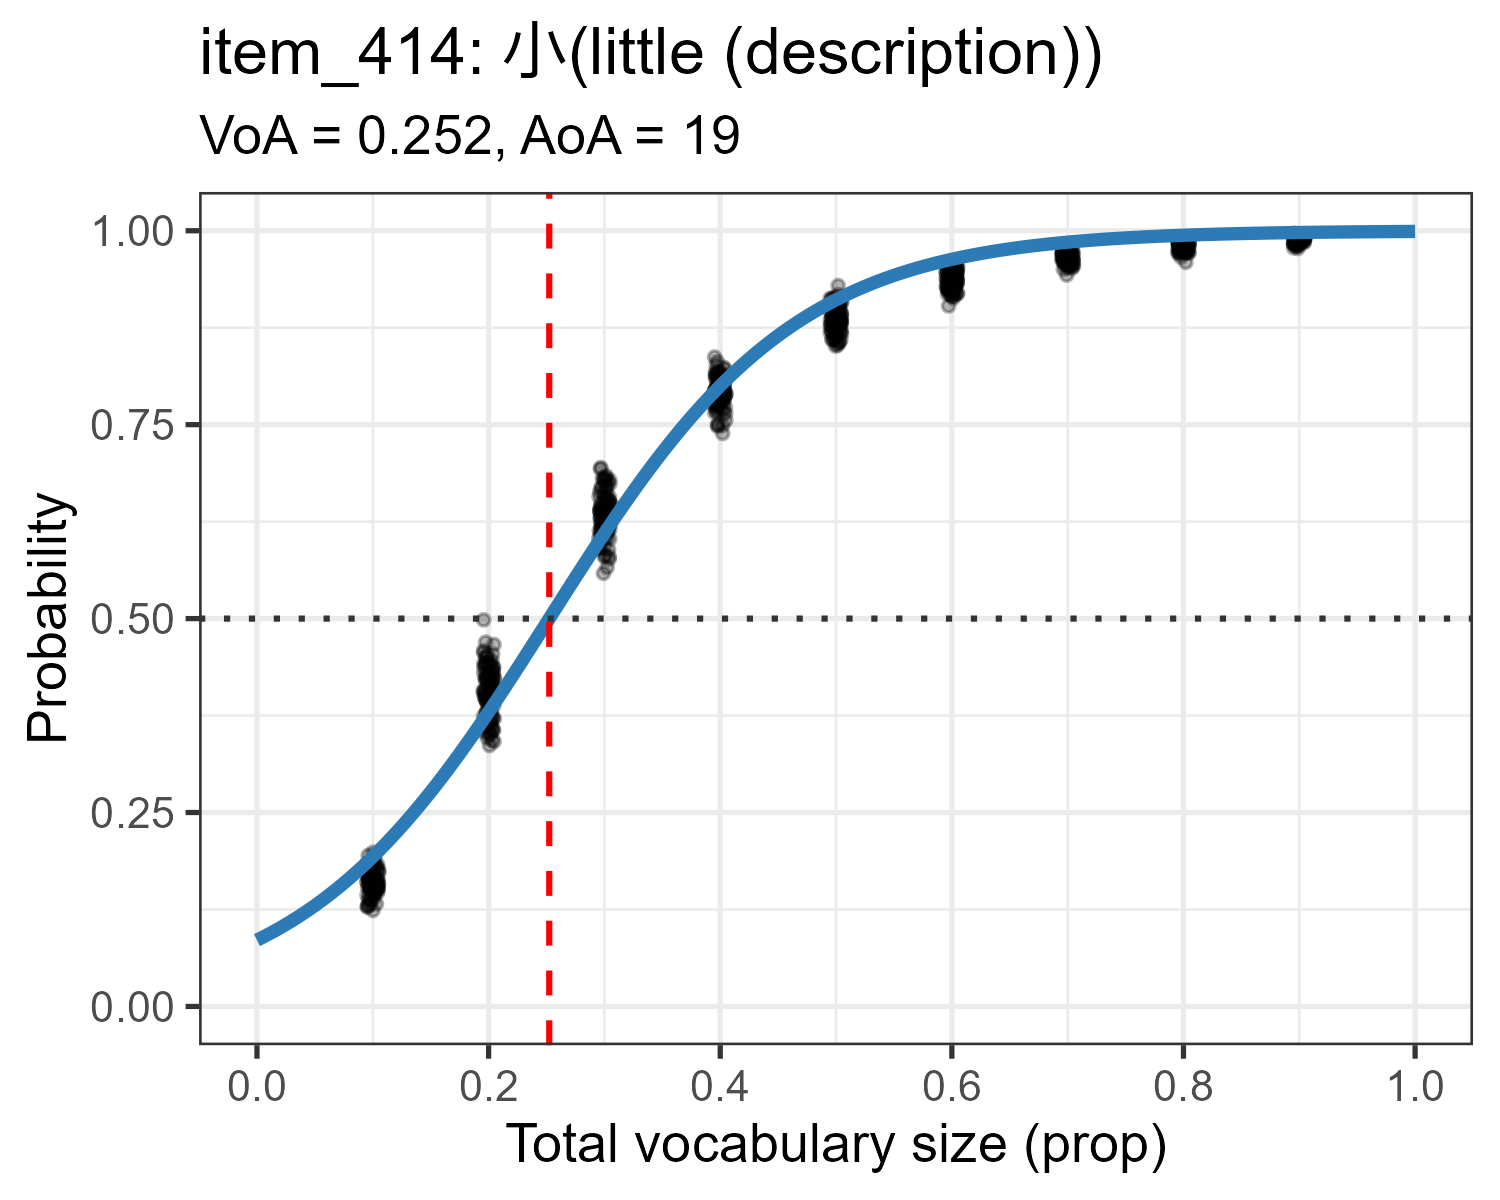 item_414: 小(little (description))
VoA = 0.252, AoA = 19
1.00
0.75
0.50
0.25
0.00
Probability
0.0 0.2 0.4 0.6 0.8 1.0
Total vocabulary size (prop)